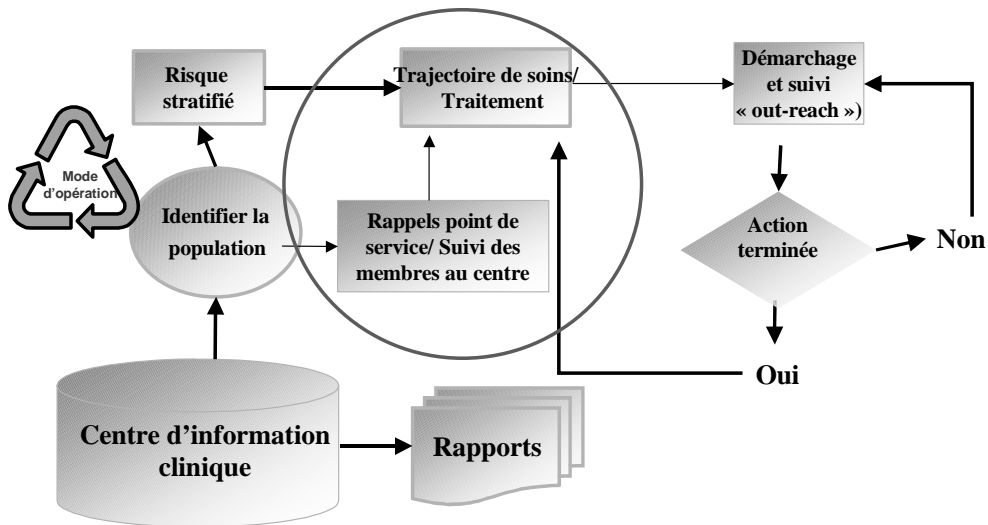 Risque
stratifié
Trajectoire de soins/
Traitement
Démarchage
et suivi
« out-reach »)
Mode
d'opération
Identifier la
population
Rappels point de
service/ Suivi des
membres au centre
Action
terminée
Non
Oui
Centre d'information
clinique
Rapports